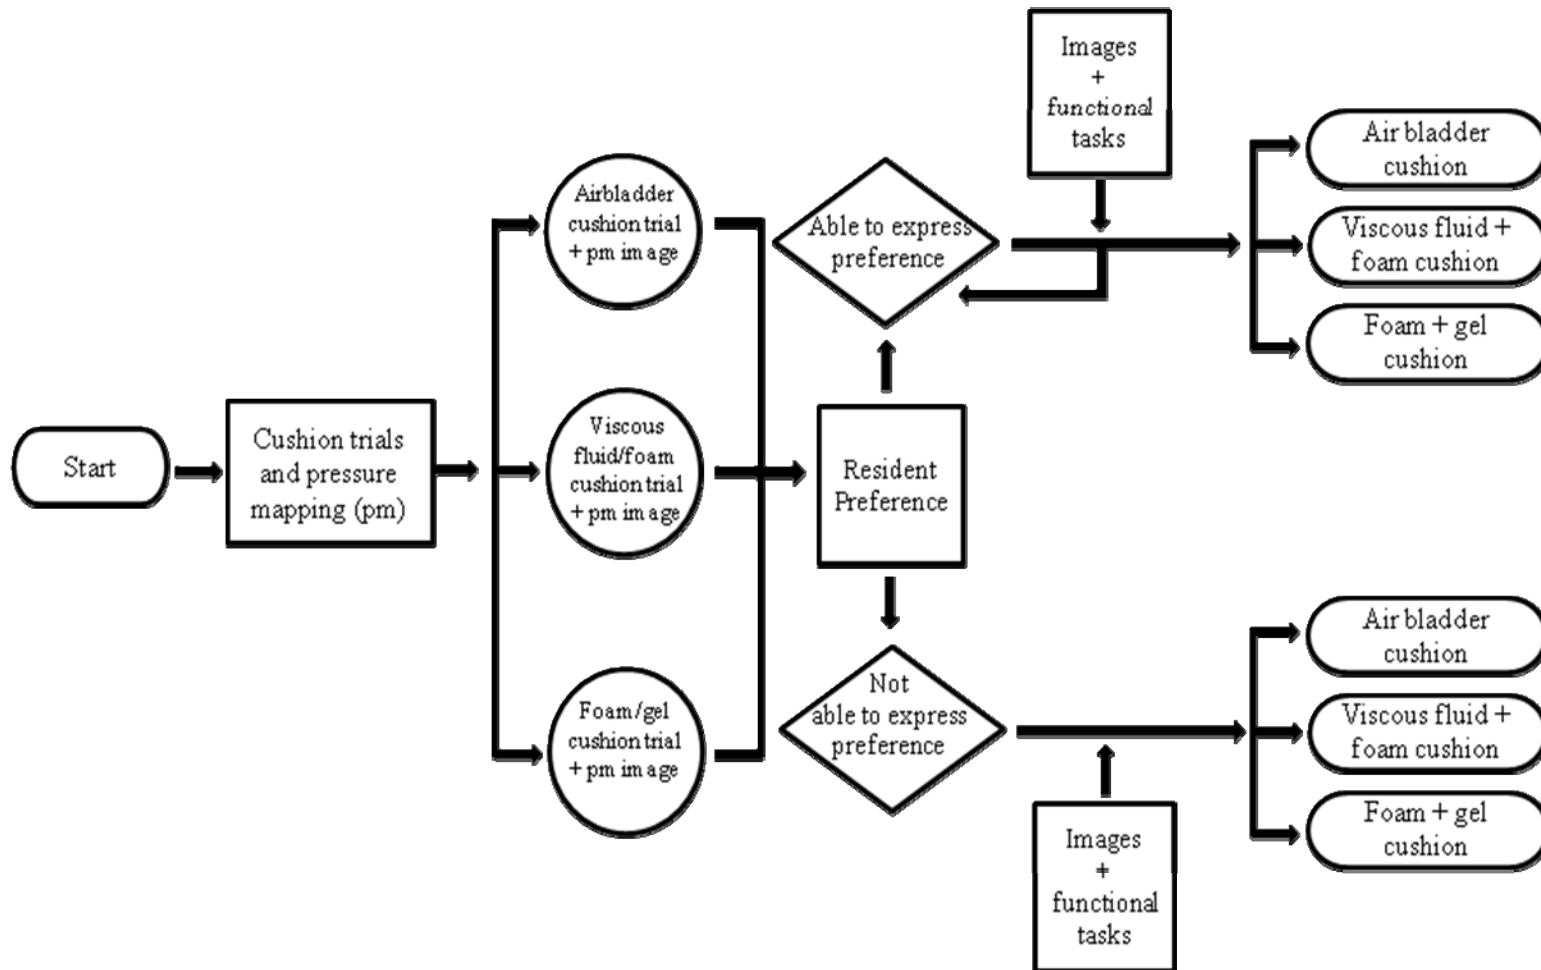 Start
Cushion trials
and pressure
mapping (pm)
Airbladder
cushion trial
+ pm image
Viscous
fluid/foam
cushion trial
+ pm image
Foam/gel
cushion trial
+ pm image
Resident
Preference
Able to express
preference
Images
+
functional
tasks
Air bladder
cushion
Viscous fluid +
foam cushion
Foam + gel
cushion
Not
able to express
preference
Images
+
functional
tasks
Air bladder
cushion
Viscous fluid +
foam cushion
Foam + gel
cushion